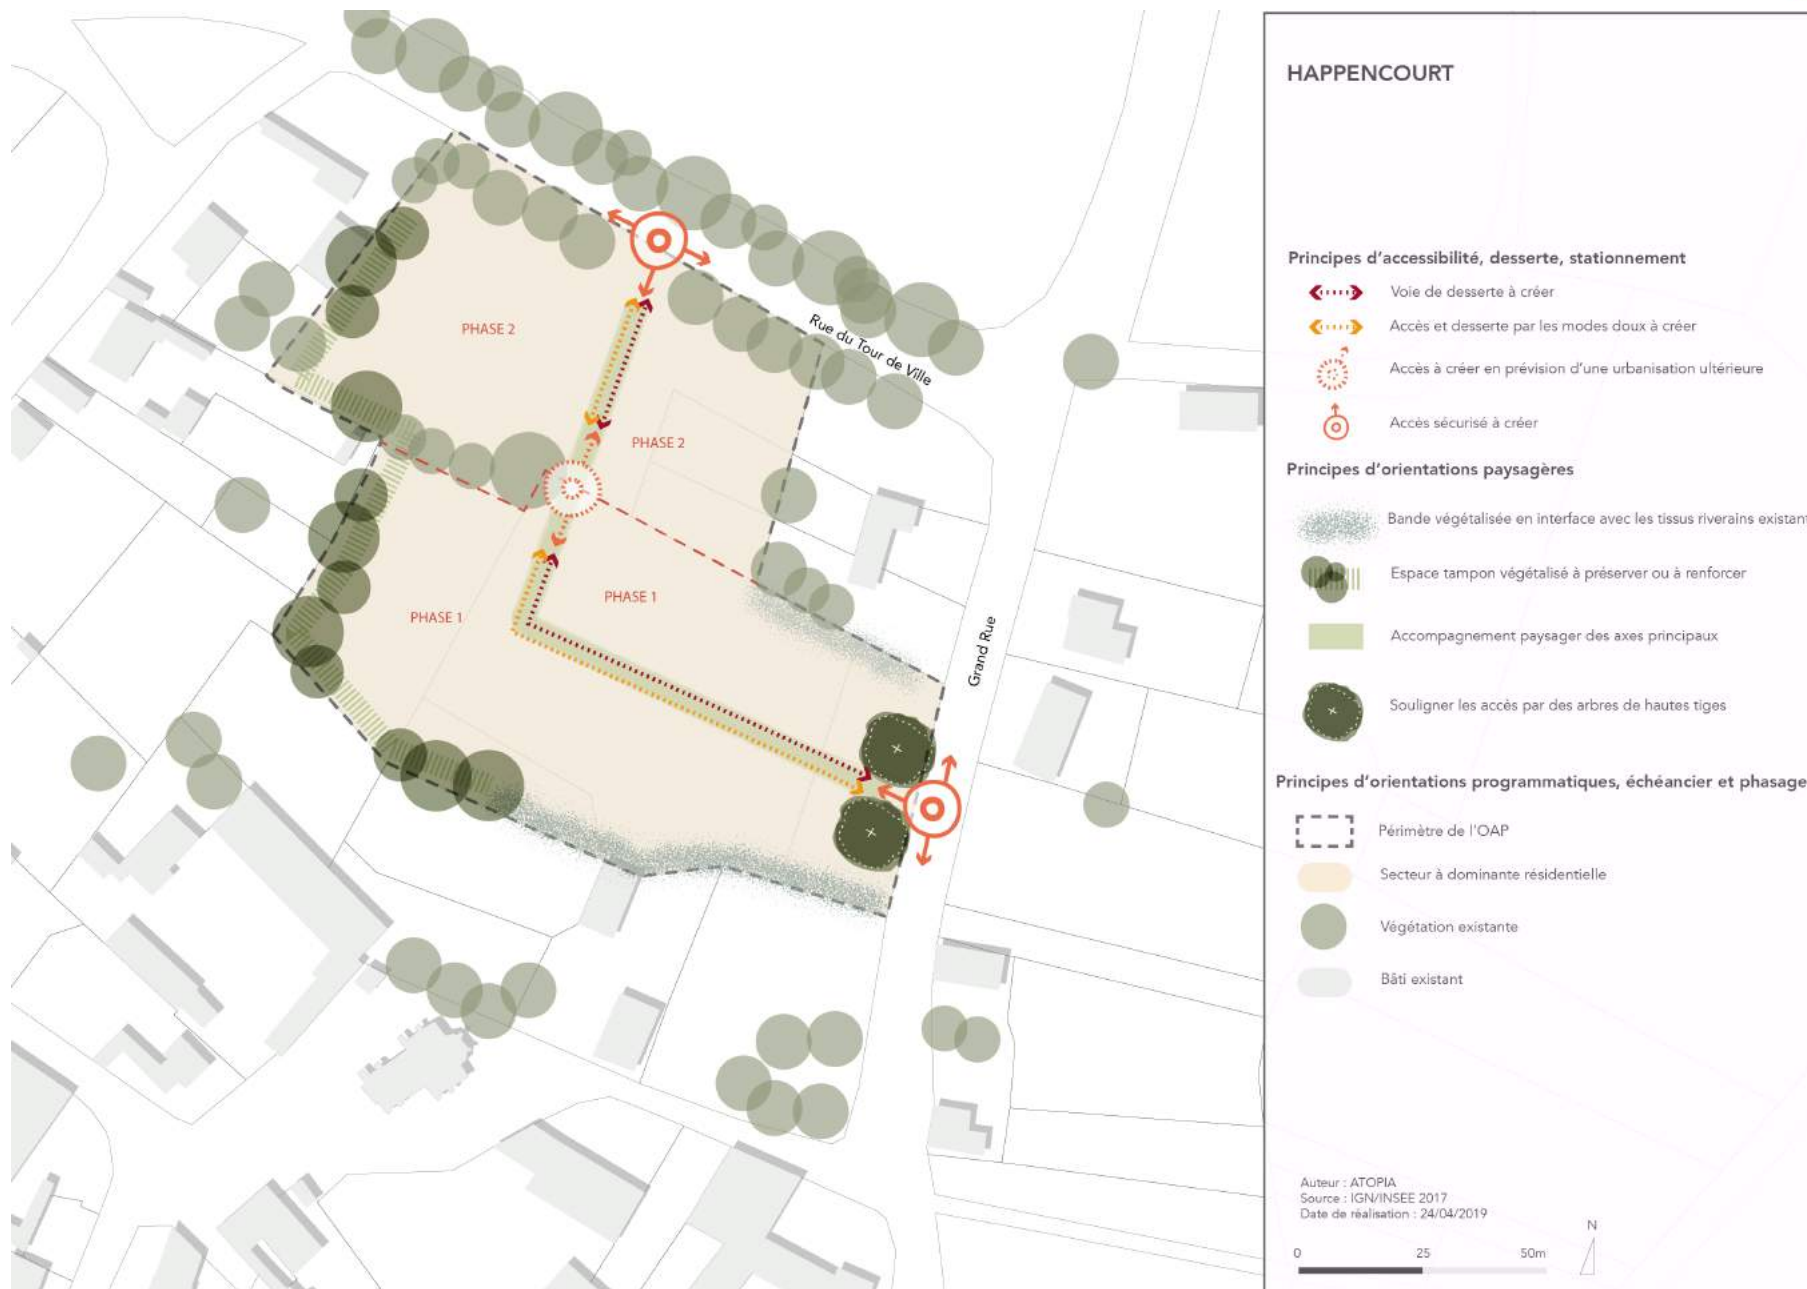 HAPPENCOURT
Principes d'accessibilité, desserte, stationnement
Voie de desserte à créer
Accès et desserte par les modes doux à créer
Accès à créer en prévision d'une urbanisation ultérieure
Accès sécurisé à créer
Principes d'orientations paysagères
Bande végétalisée en interface avec les tissus riverains existant
Espace tampon végétalisé à préserver ou à renforcer
Accompagnement paysager des axes principaux
Souligner les accès par des arbres de hautes tiges
Principes d'orientations programmatiques, échéancier et phasage
Périmètre de l'OAP
Secteur à dominante résidentielle
Végétation existante
Bâti existant
Auteur : ATOPIA
Source : IGN/INSEE 2017
Date de réalisation : 24/04/2019
N
0 25 50m
PHASE 2
Rue du Tour de Ville
PHASE 2
PHASE 1
PHASE 1
Grand Rue